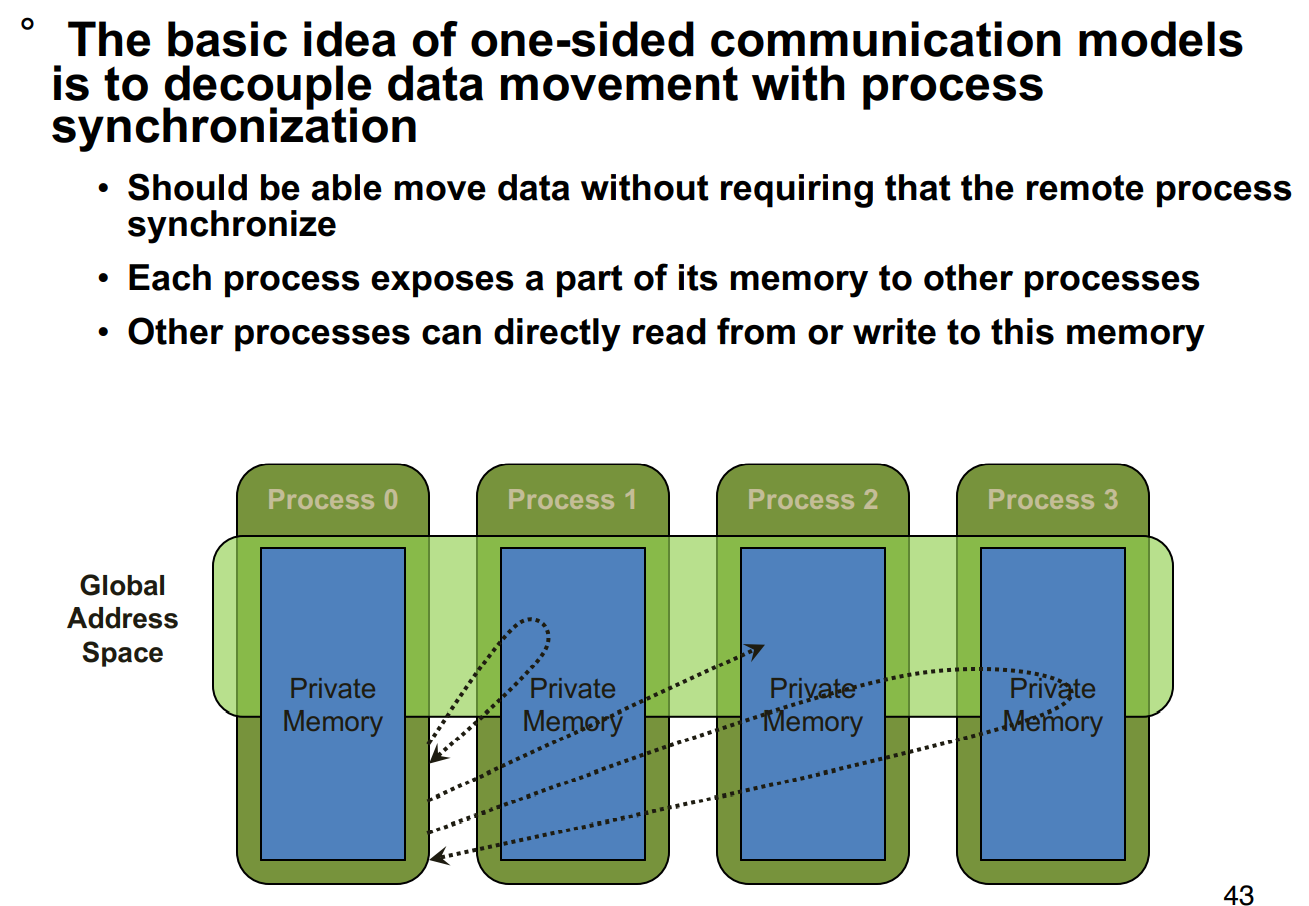 ° The basic idea of one-sided communication models
is to decouple data movement with process
synchronization
• Should be able move data without requiring that the remote process
synchronize
• Each process exposes a part of its memory to other processes
• Other processes can directly read from or write to this memory
Process 0 Process 1 Process 2 Process 3
Global
Address
Space
Private Private Private Private
Memory Memory Memory Memory
43